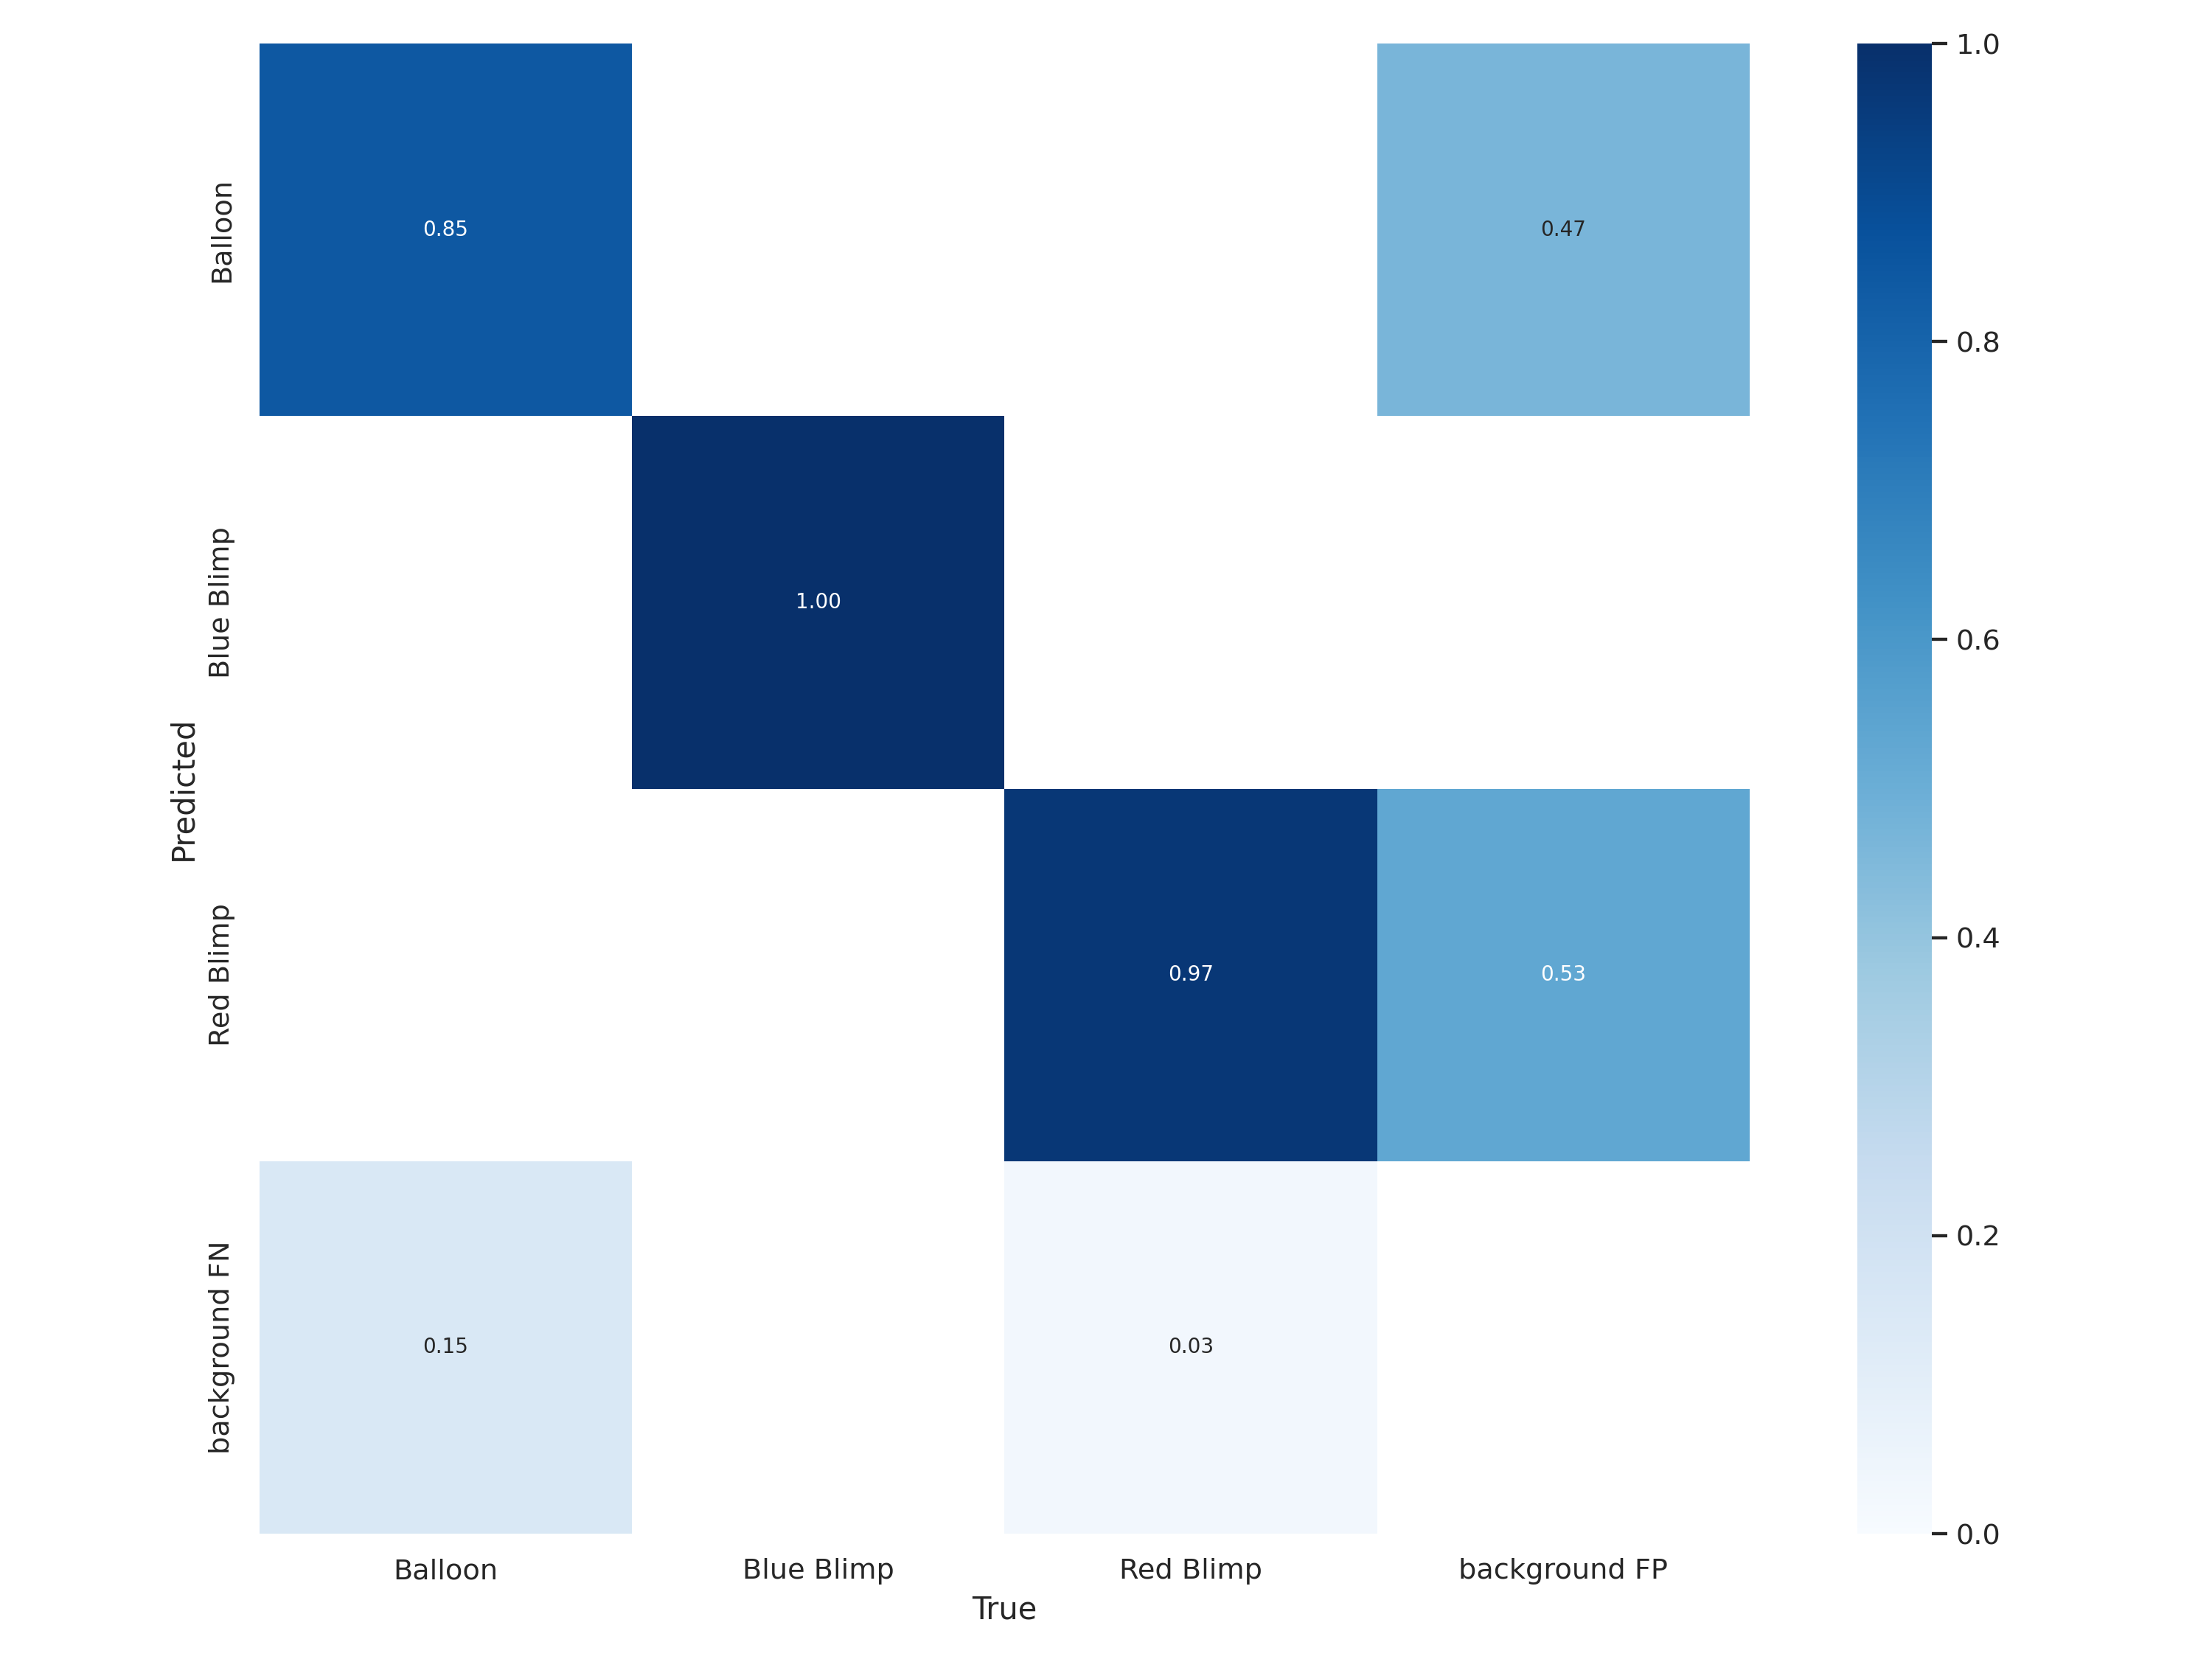 Predicted
Balloon
Blue Blimp
Red Blimp
background FN
0.85
0.47
1.00
0.97
0.53
0.15
0.03
Balloon
Blue Blimp
Red Blimp
background FP
True
1.0
0.8
0.6
0.4
0.2
0.0